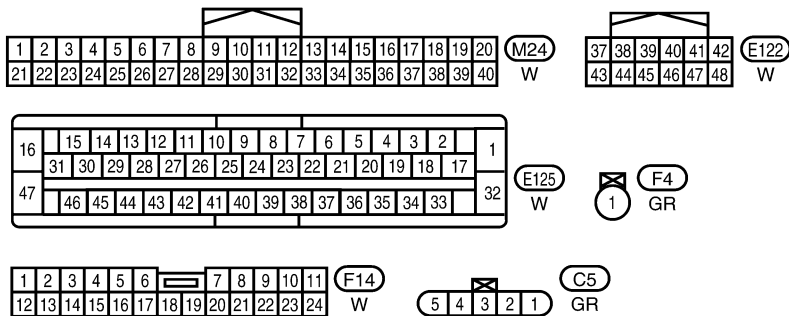 1 2 3 4 5 6 7 8 9 10 11 12 13 14 15 16 17 18 19 20
21 22 23 24 25 26 27 28 29 30 31 32 33 34 35 36 37 38 39 40
M24
W
37 38 39 40 41 42
43 44 45 46 47 48
E122
W
16 15 14 13 12 11 10 9 8 7 6 5 4 3 2 1
31 30 29 28 27 26 25 24 23 22 21 20 19 18 17
47 46 45 44 43 42 41 40 39 38 37 36 35 34 33 32
E125
W
1
F4
GR
1 2 3 4 5 6 7 8 9 10 11
12 13 14 15 16 17 18 19 20 21 22 23 24
F14
W
5 4 3 2 1
C5
GR